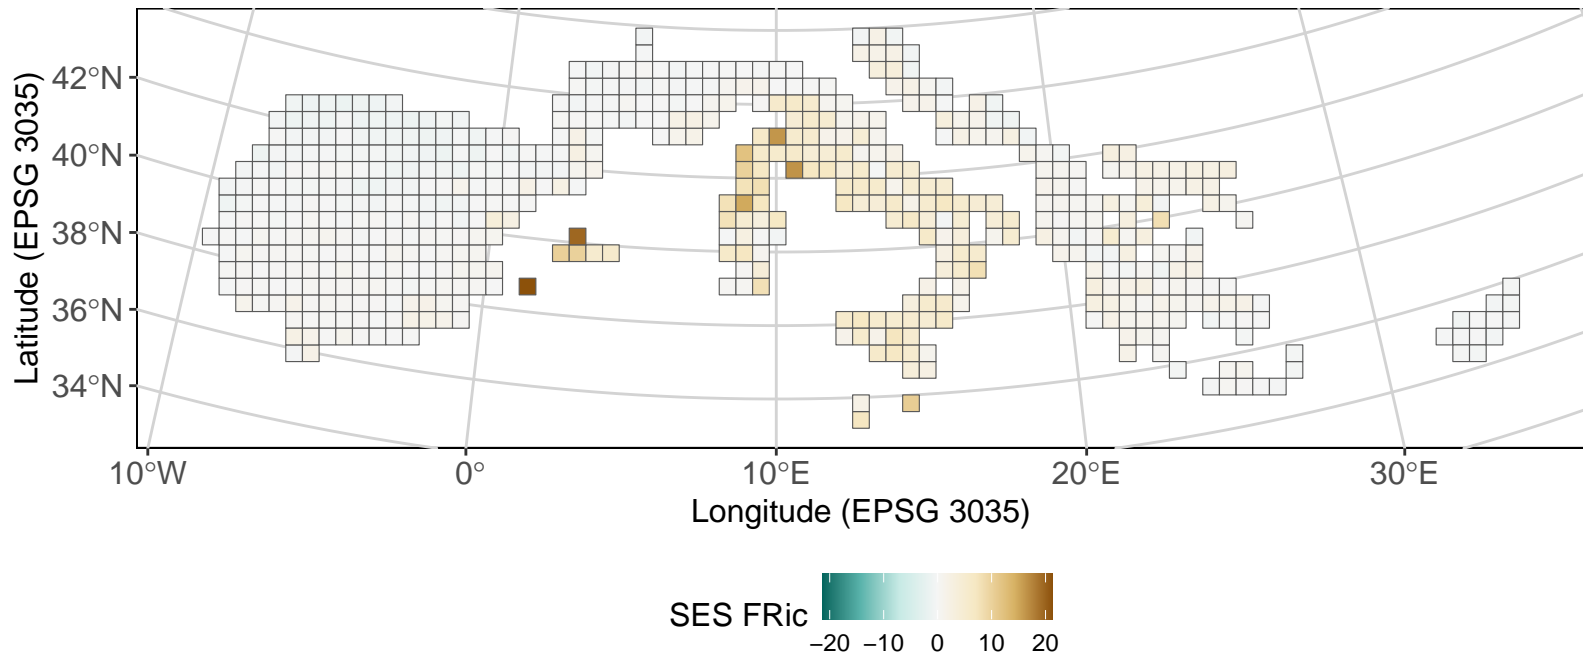 Latitude (EPSG 3035)
42°N
40°N
38°N
36°N
34°N
10°W 0° 10°E 20°E 30°E
Longitude (EPSG 3035)
SES FRic
−20 −10 0 10 20